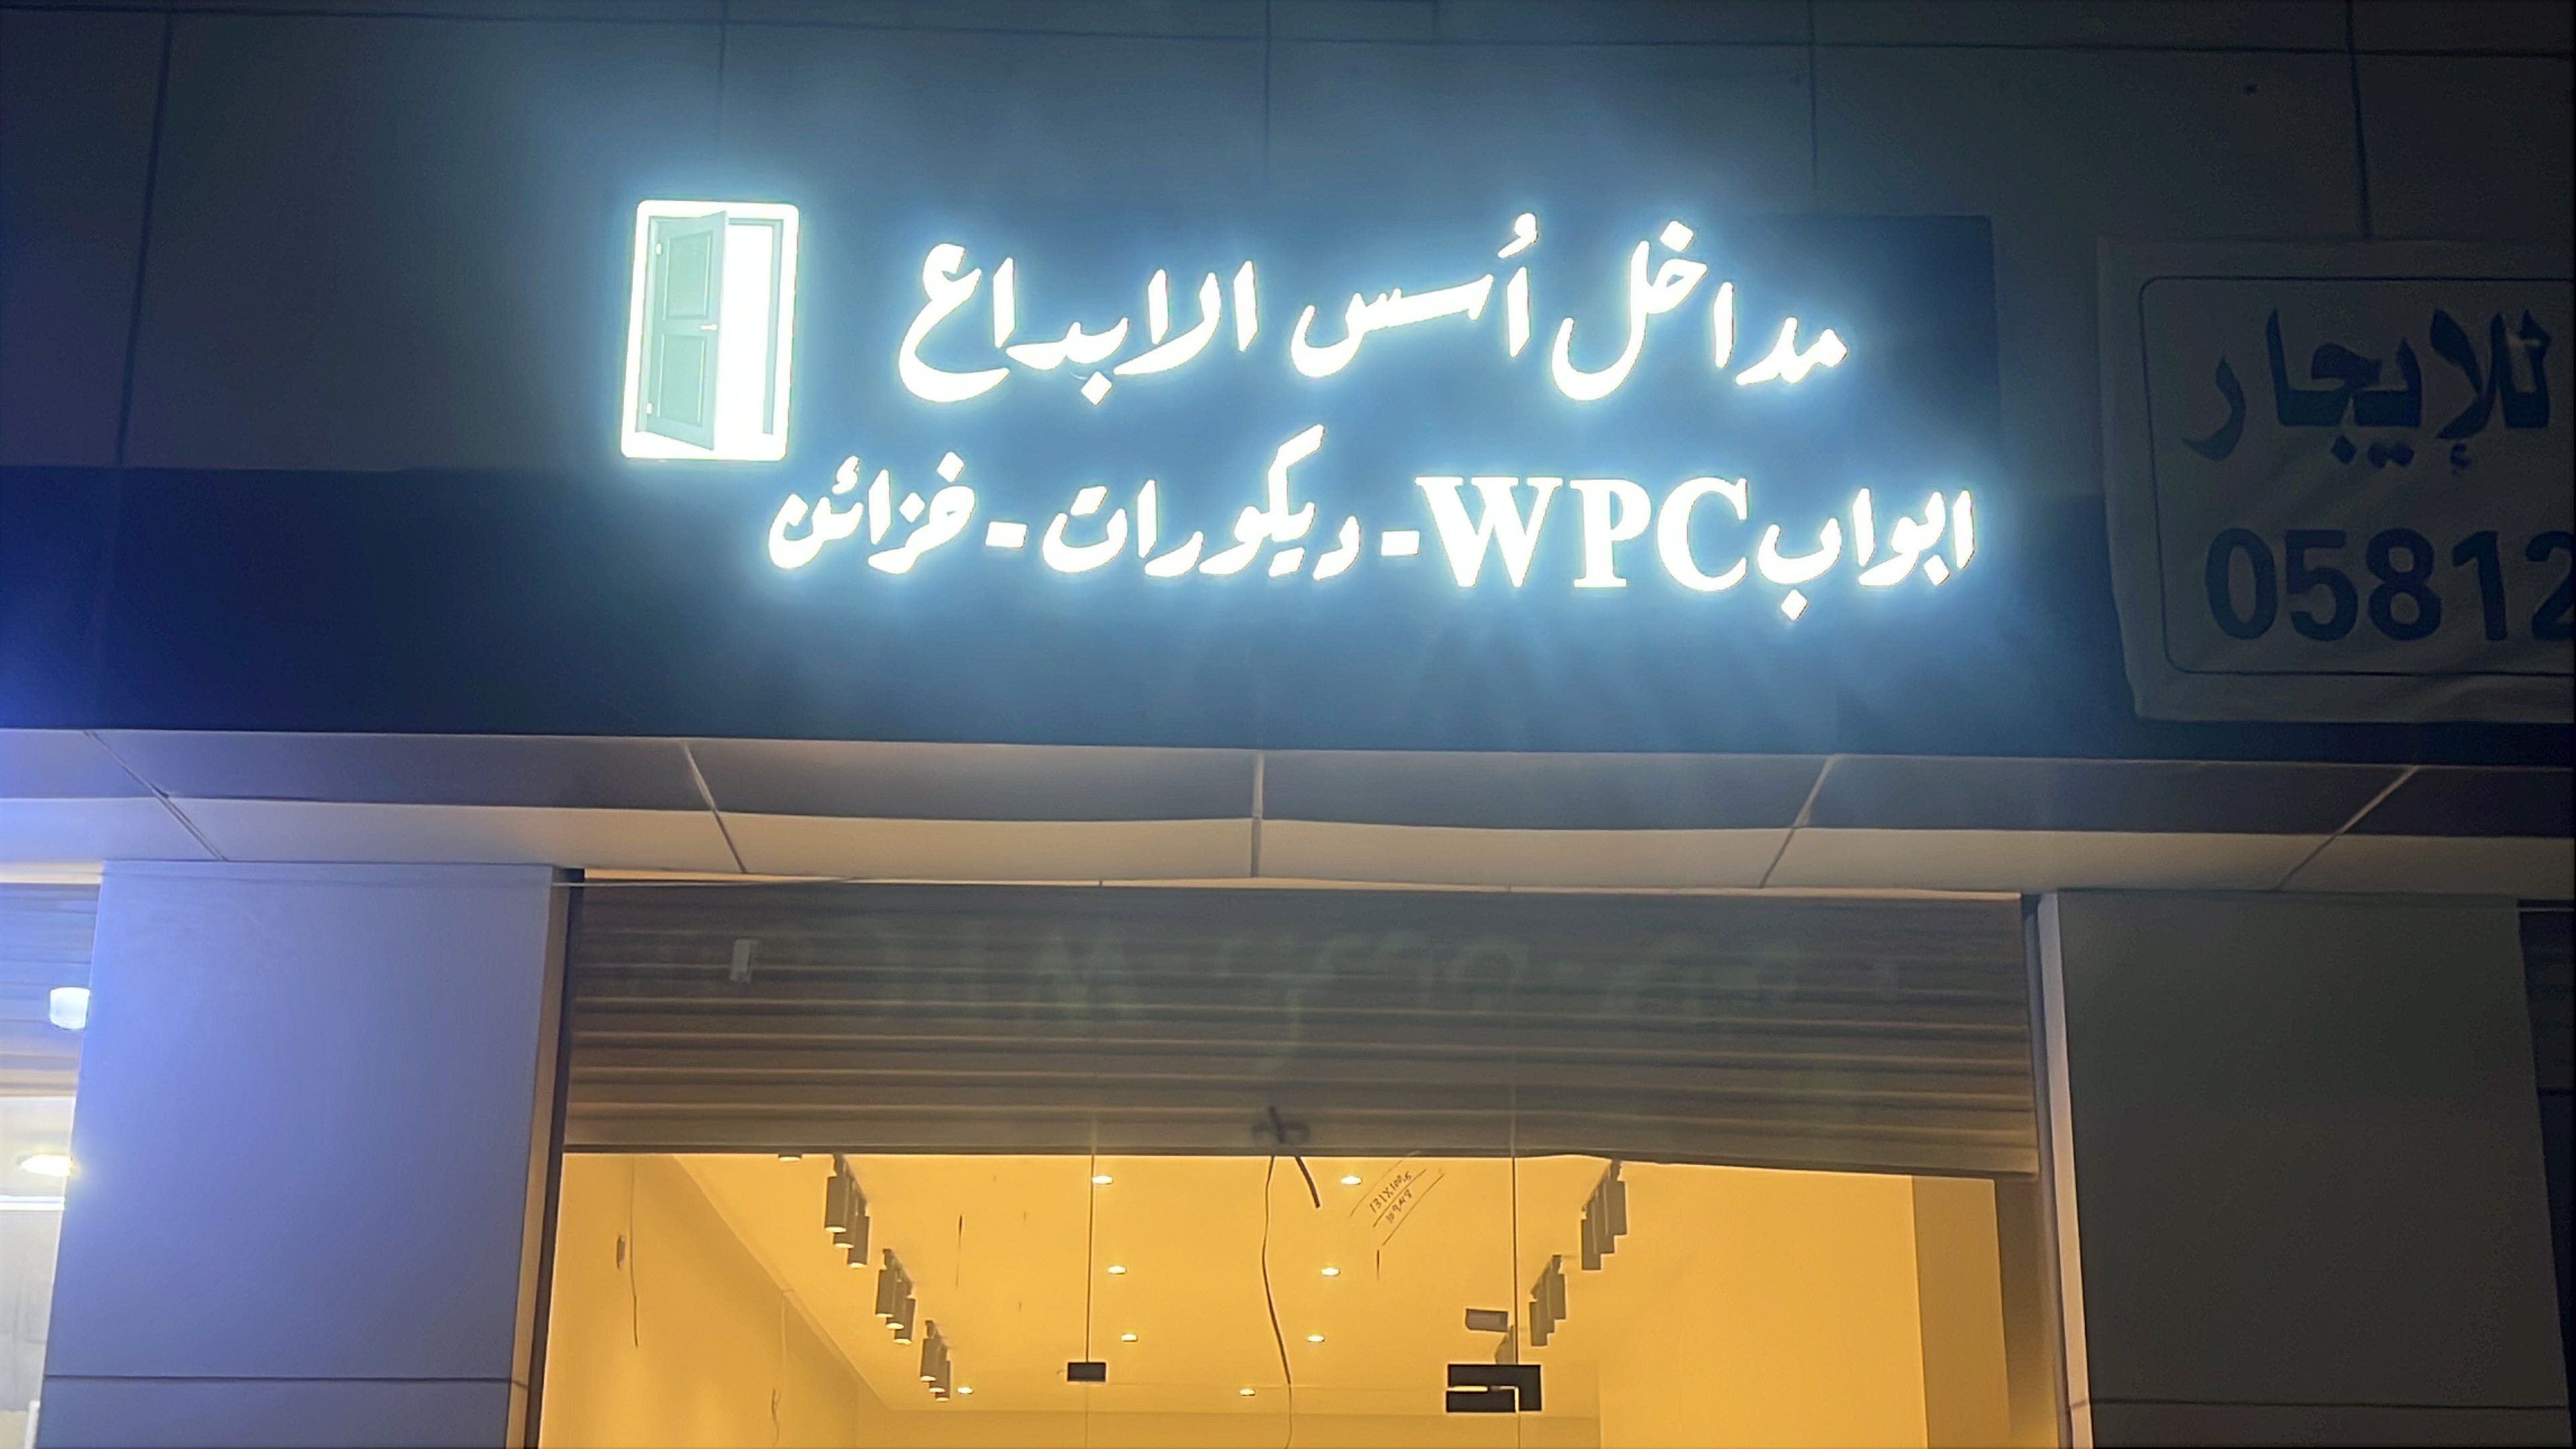 مداخل أُسس الابداع
ابواب WPC - ديكورات - خزائن
للإيجار
05812